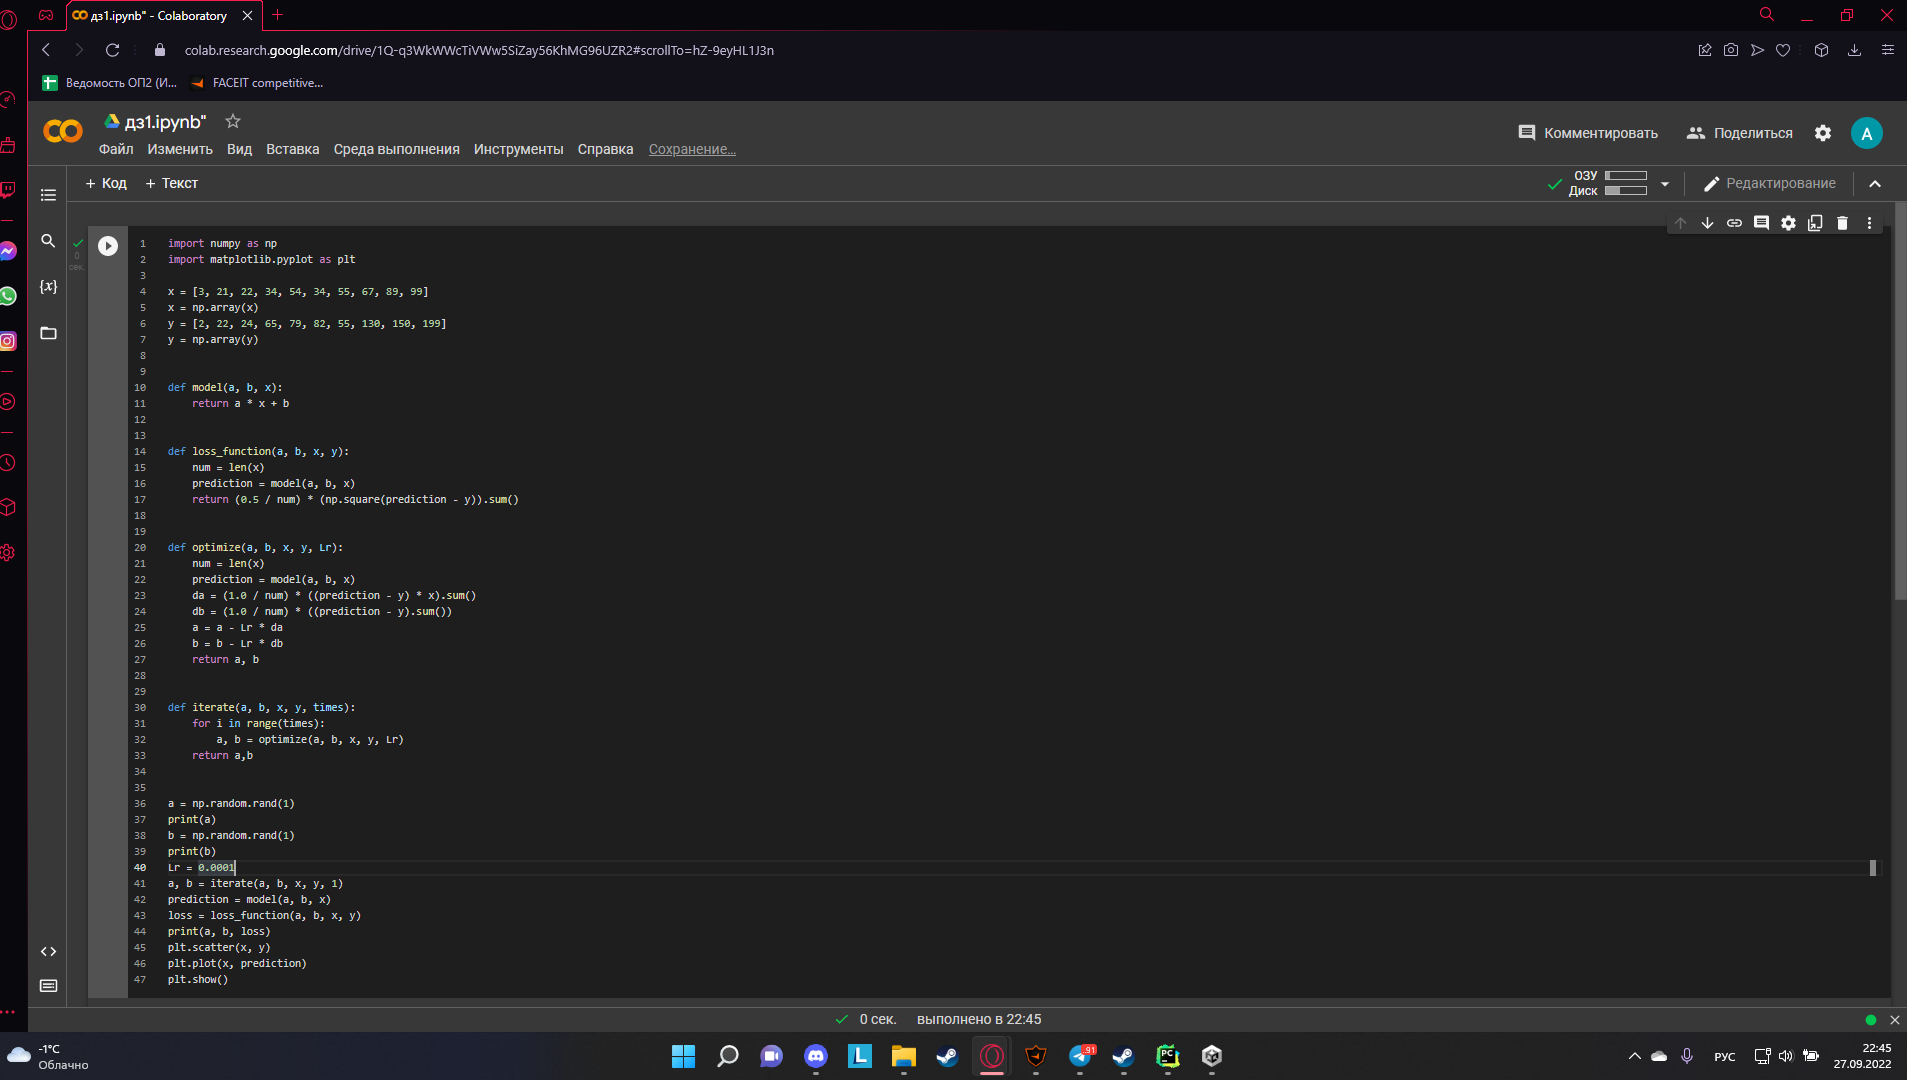 дз1.ipynb" - Colaboratory
colab.research.google.com/drive/1Q-q3WkWWcTiVWw5SiZay56KhMG96UZR2#scrollTo=hZ-9eyHL1J3n
Ведомость ОП2 (И... FACEIT competitive...
дз1.ipynb"
Файл Изменить Вид Вставка Среда выполнения Инструменты Справка Сохранение...
Комментировать Поделиться A
+ Код + Текст
ОЗУ
Диск
Редактирование
0
сек.
1 import numpy as np
2 import matplotlib.pyplot as plt
3
4 x = [3, 21, 22, 34, 54, 34, 55, 67, 89, 99]
5 x = np.array(x)
6 y = [2, 22, 24, 65, 79, 82, 55, 130, 150, 199]
7 y = np.array(y)
8
9
10 def model(a, b, x):
11     return a * x + b
12
13
14 def loss_function(a, b, x, y):
15     num = len(x)
16     prediction = model(a, b, x)
17     return (0.5 / num) * (np.square(prediction - y)).sum()
18
19
20 def optimize(a, b, x, y, Lr):
21     num = len(x)
22     prediction = model(a, b, x)
23     da = (1.0 / num) * ((prediction - y) * x).sum()
24     db = (1.0 / num) * ((prediction - y).sum())
25     a = a - Lr * da
26     b = b - Lr * db
27     return a, b
28
29
30 def iterate(a, b, x, y, times):
31     for i in range(times):
32         a, b = optimize(a, b, x, y, Lr)
33     return a,b
34
35
36 a = np.random.rand(1)
37 print(a)
38 b = np.random.rand(1)
39 print(b)
40 Lr = 0.0001
41 a, b = iterate(a, b, x, y, 1)
42 prediction = model(a, b, x)
43 loss = loss_function(a, b, x, y)
44 print(a, b, loss)
45 plt.scatter(x, y)
46 plt.plot(x, prediction)
47 plt.show()
{x}
0 сек. выполнено в 22:45
-1°C
Облачно
L
91
PC
РУС
22:45
27.09.2022